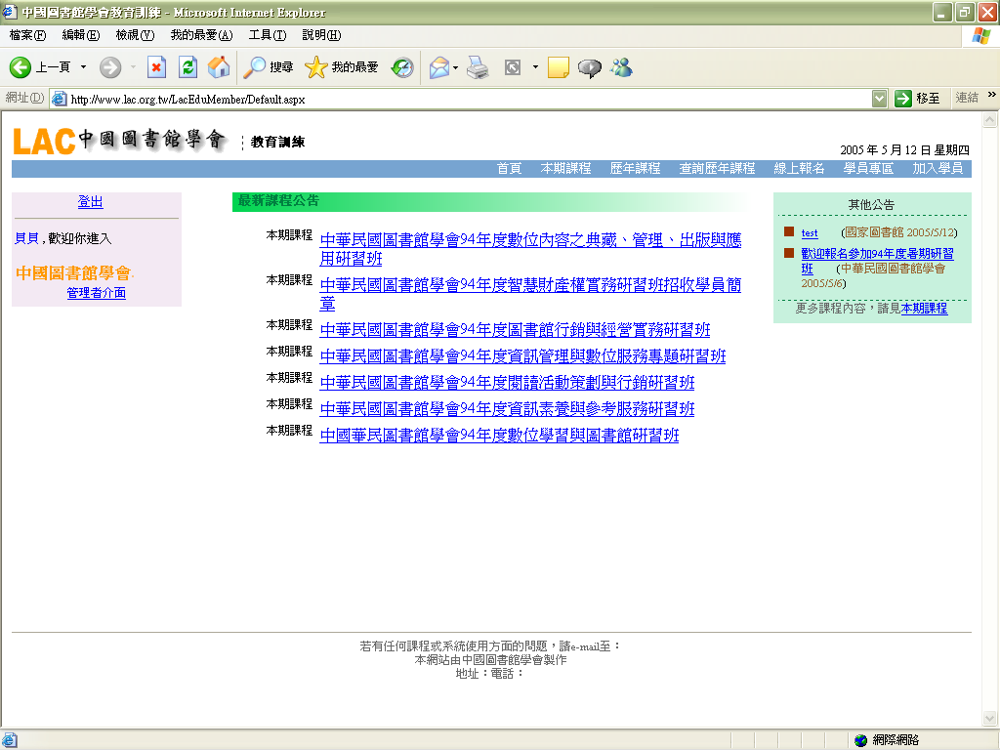 中國圖書館學會教育訓練 - Microsoft Internet Explorer
檔案(F) 編輯(E) 檢視(V) 我的最愛(A) 工具(T) 說明(H)
上一頁 搜尋 我的最愛
網址(D) http://www.lac.org.tw/LacEduMember/Default.aspx 移至 連結 »
LAC中國圖書館學會 教育訓練
2005 年 5 月 12 日 星期四
首頁 本期課程 歷年課程 查詢歷年課程 線上報名 學員專區 加入學員
登出
貝貝 , 歡迎你進入
中國圖書館學會
管理者介面
最新課程公告
本期課程 中華民國圖書館學會94年度數位內容之典藏、管理、出版與應
用研習班
本期課程 中華民國圖書館學會94年度智慧財產權實務研習班招收學員簡
章
本期課程 中華民國圖書館學會94年度圖書館行銷與經營實務研習班
本期課程 中華民國圖書館學會94年度資訊管理與數位服務專題研習班
本期課程 中華民國圖書館學會94年度閱讀活動策劃與行銷研習班
本期課程 中華民國圖書館學會94年度資訊素養與參考服務研習班
本期課程 中國華民圖書館學會94年度數位學習與圖書館研習班
其他公告
test (國家圖書館 2005/5/12)
歡迎報名參加94年度暑期研習
班 (中華民國圖書館學會
2005/5/6)
更多課程內容，請見本期課程
若有任何課程或系統使用方面的問題，請e-mail至：
本網站由中國圖書館學會製作
地址：電話：
網際網路